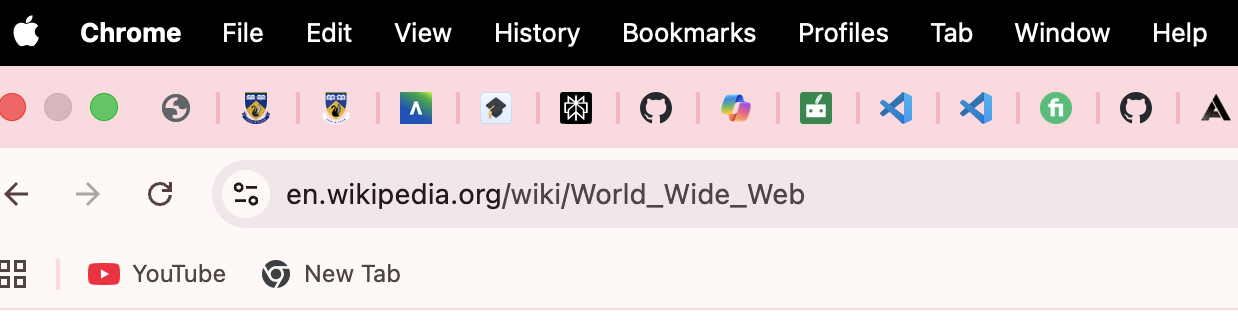 Chrome File Edit View History Bookmarks Profiles Tab Window Help
en.wikipedia.org/wiki/World_Wide_Web
YouTube New Tab